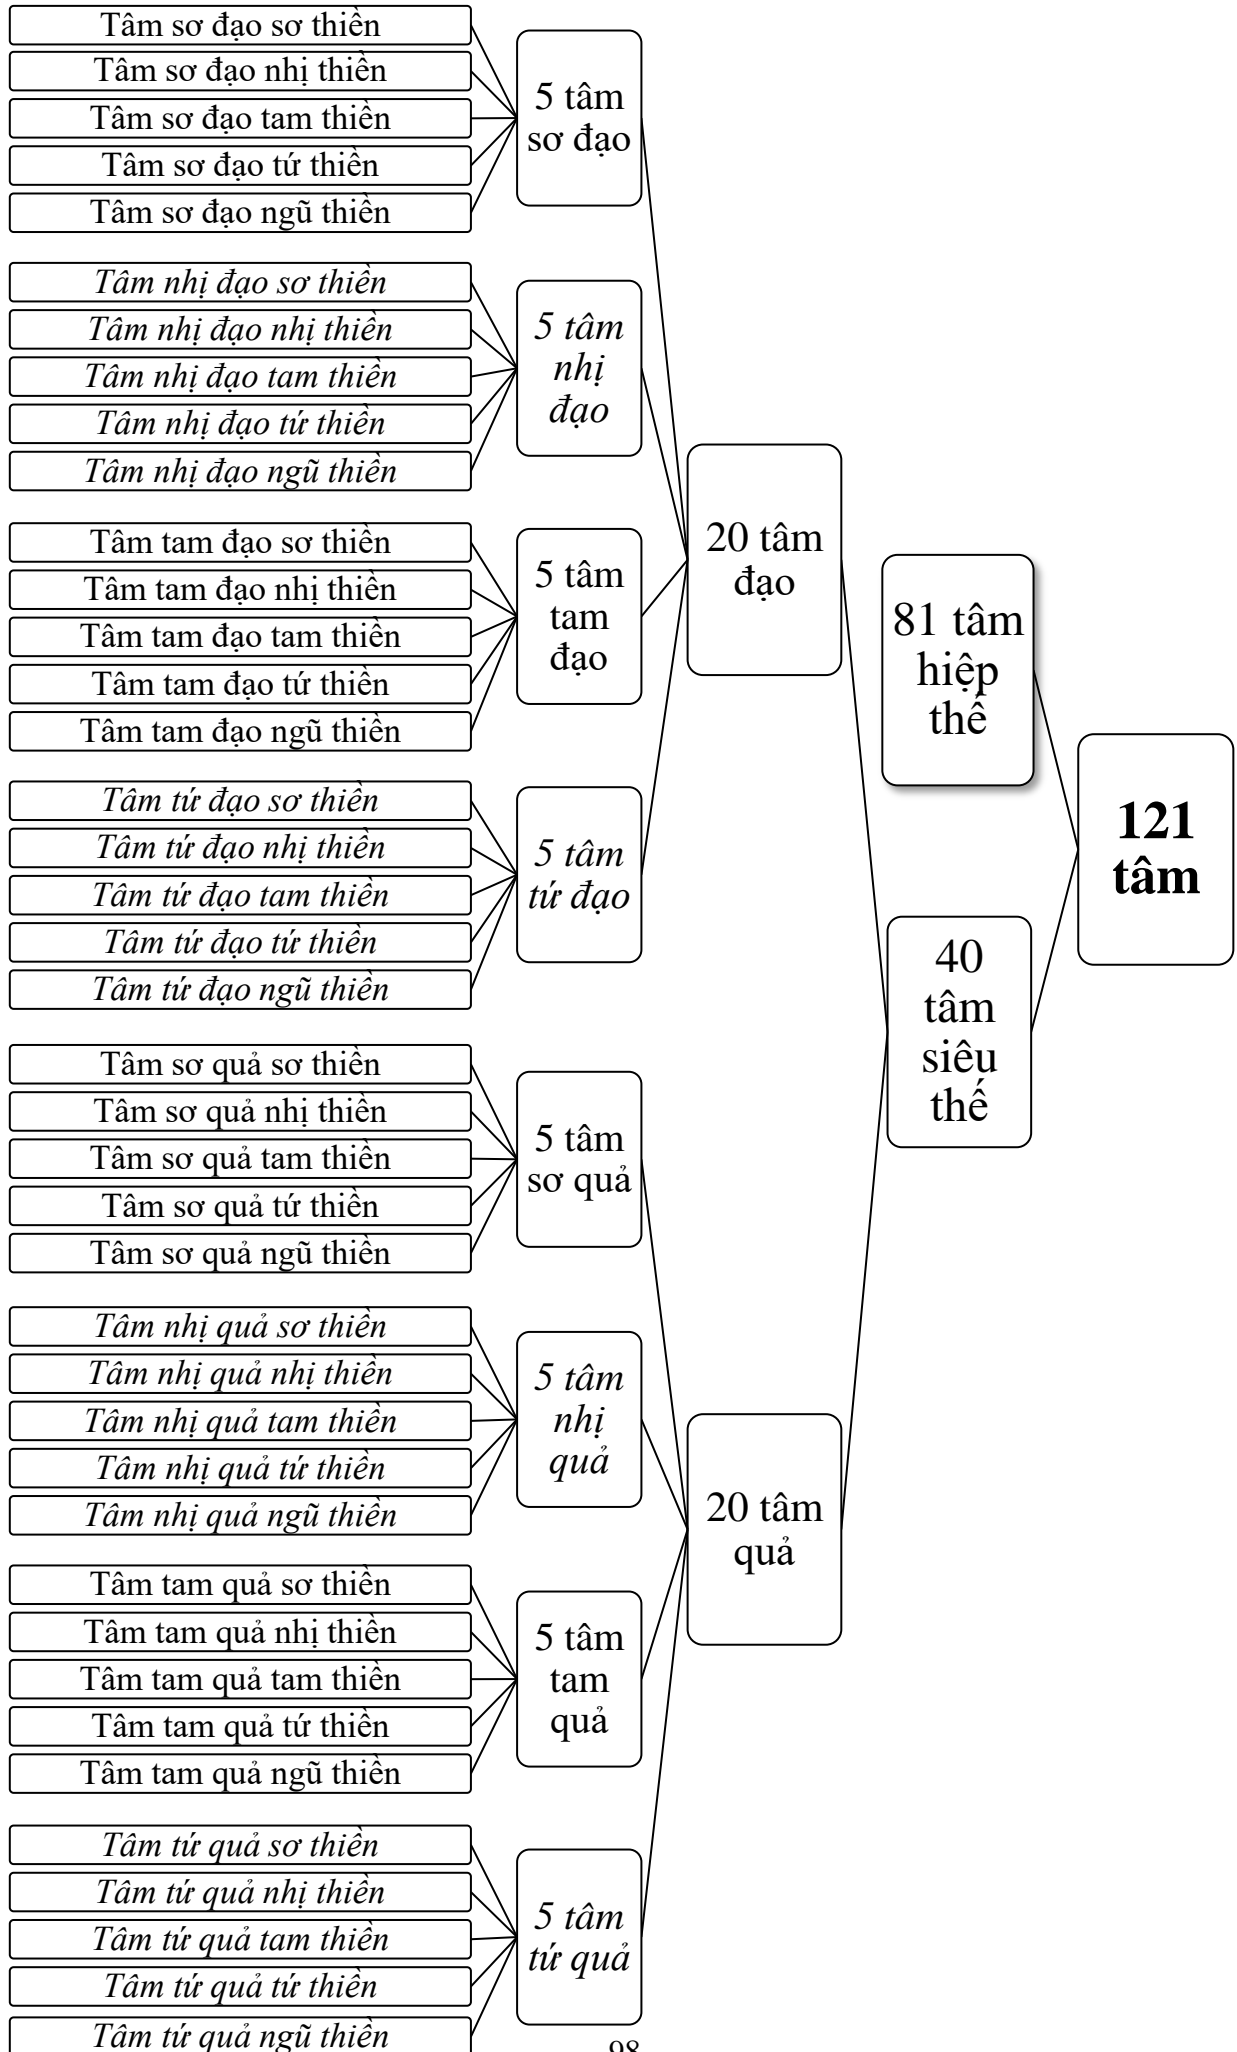 Tâm sơ đạo sơ thiền
Tâm sơ đạo nhị thiền
Tâm sơ đạo tam thiền
Tâm sơ đạo tứ thiền
Tâm sơ đạo ngũ thiền
5 tâm
sơ đạo
Tâm nhị đạo sơ thiền
Tâm nhị đạo nhị thiền
Tâm nhị đạo tam thiền
Tâm nhị đạo tứ thiền
Tâm nhị đạo ngũ thiền
5 tâm
nhị
đạo
Tâm tam đạo sơ thiền
Tâm tam đạo nhị thiền
Tâm tam đạo tam thiền
Tâm tam đạo tứ thiền
Tâm tam đạo ngũ thiền
5 tâm
tam
đạo
Tâm tứ đạo sơ thiền
Tâm tứ đạo nhị thiền
Tâm tứ đạo tam thiền
Tâm tứ đạo tứ thiền
Tâm tứ đạo ngũ thiền
5 tâm
tứ đạo
20 tâm
đạo
Tâm sơ quả sơ thiền
Tâm sơ quả nhị thiền
Tâm sơ quả tam thiền
Tâm sơ quả tứ thiền
Tâm sơ quả ngũ thiền
5 tâm
sơ quả
Tâm nhị quả sơ thiền
Tâm nhị quả nhị thiền
Tâm nhị quả tam thiền
Tâm nhị quả tứ thiền
Tâm nhị quả ngũ thiền
5 tâm
nhị
quả
Tâm tam quả sơ thiền
Tâm tam quả nhị thiền
Tâm tam quả tam thiền
Tâm tam quả tứ thiền
Tâm tam quả ngũ thiền
5 tâm
tam
quả
Tâm tứ quả sơ thiền
Tâm tứ quả nhị thiền
Tâm tứ quả tam thiền
Tâm tứ quả tứ thiền
Tâm tứ quả ngũ thiền
5 tâm
tứ quả
20 tâm
quả
81 tâm
hiệp
thế
40
tâm
siêu
thế
121
tâm
98